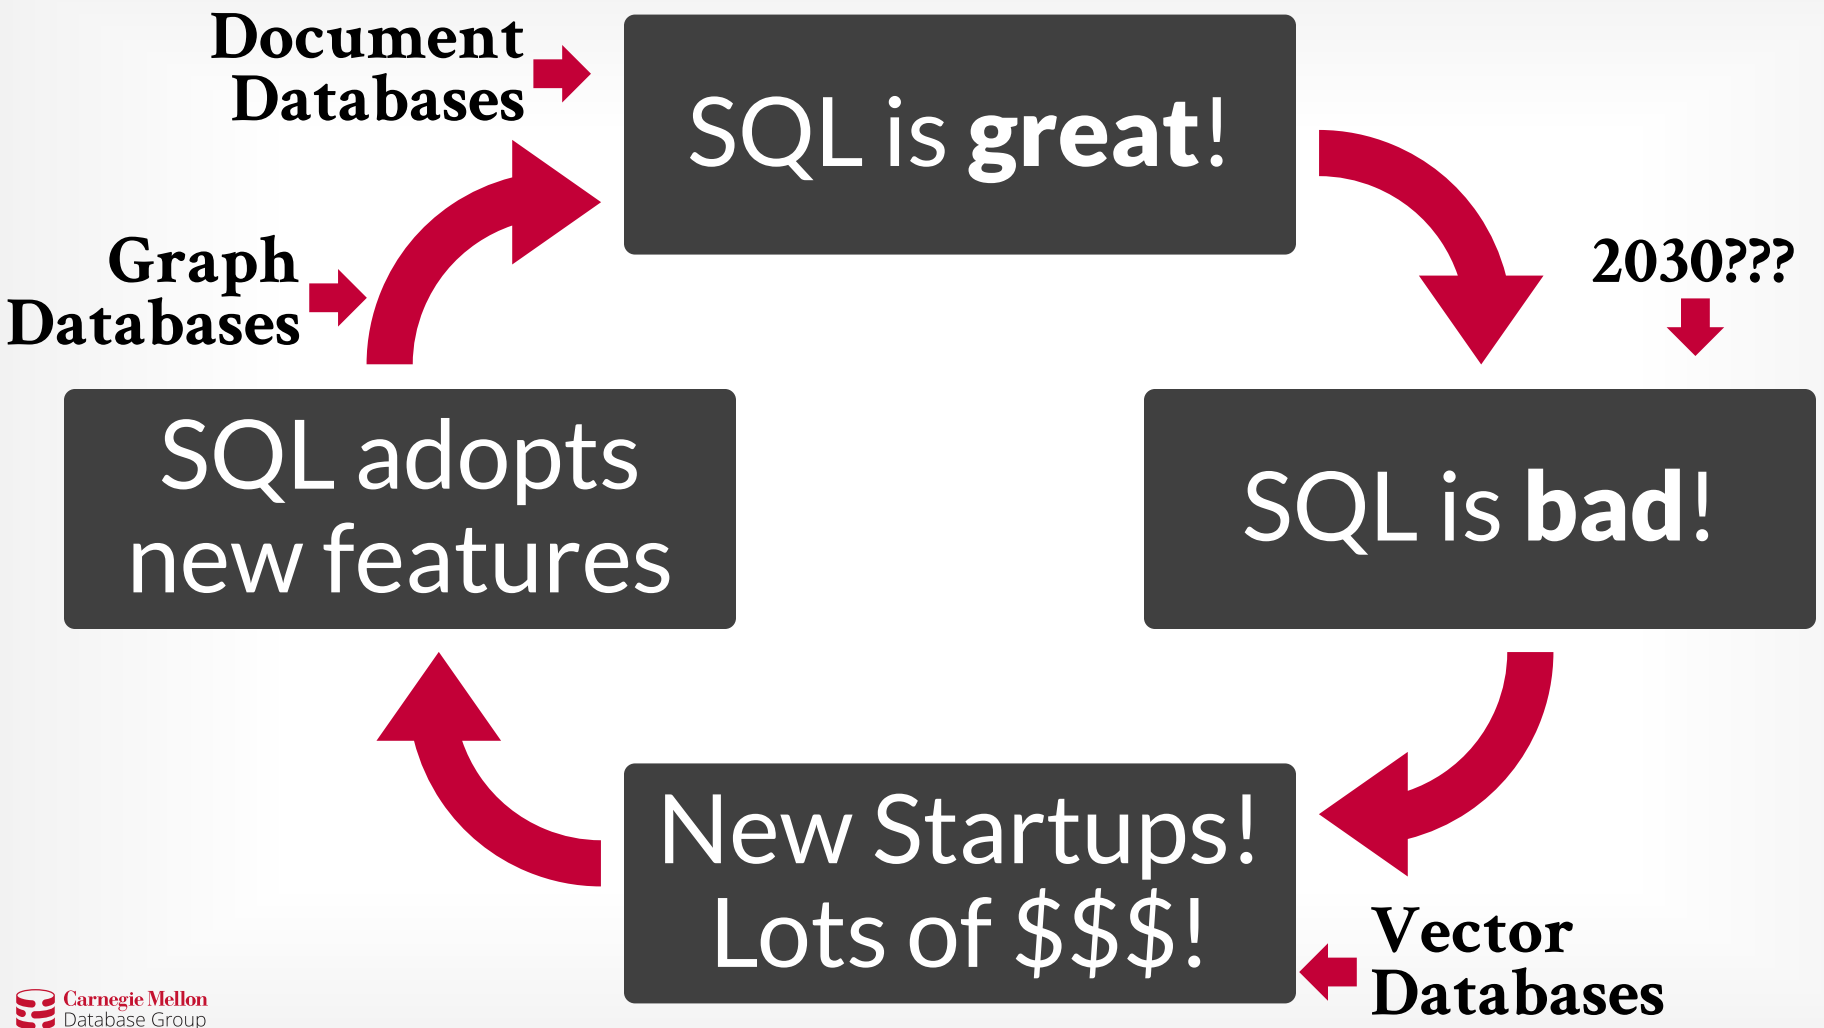 Document
Databases
SQL is great!
Graph
Databases
2030???
SQL adopts
new features
SQL is bad!
New Startups!
Lots of $$$!
Vector
Databases
Carnegie Mellon
Database Group